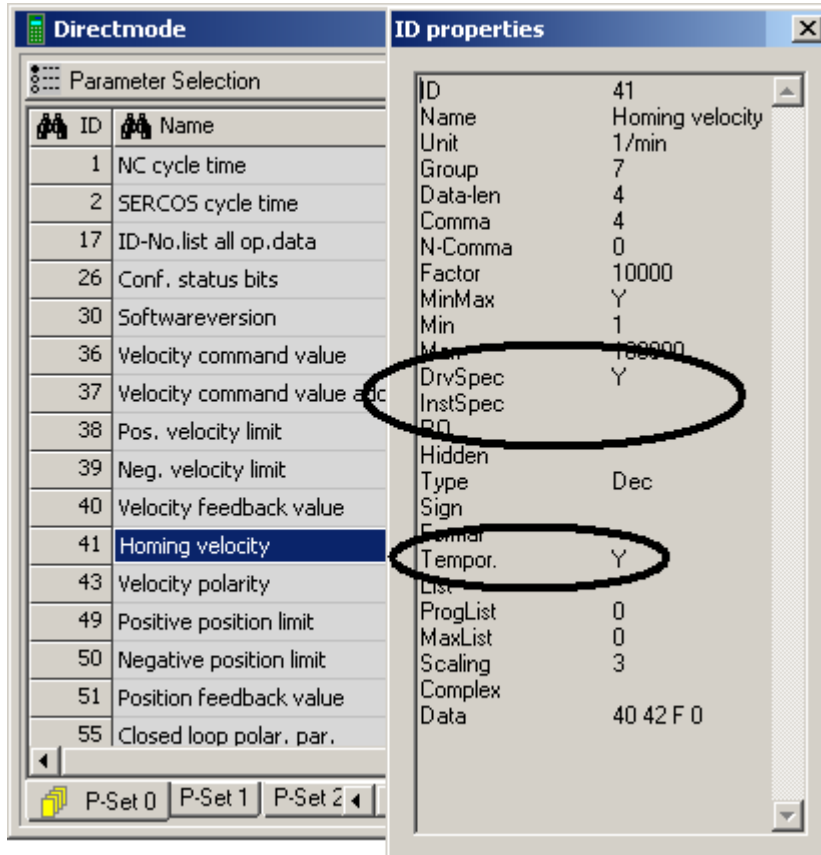 Directmode
Parameter Selection
ID Name
1 NC cycle time
2 SERCOS cycle time
17 ID-No.list all op.data
26 Conf. status bits
30 Softwareversion
36 Velocity command value
37 Velocity command value adc
38 Pos. velocity limit
39 Neg. velocity limit
40 Velocity feedback value
41 Homing velocity
43 Velocity polarity
49 Positive position limit
50 Negative position limit
51 Position feedback value
55 Closed loop polar. par.
P-Set 0 P-Set 1 P-Set 2
ID properties
ID 41
Name Homing velocity
Unit 1/min
Group 7
Data-len 4
Comma 4
N-Comma 0
Factor 10000
MinMax Y
Min 1
Max
DrvSpec Y
InstSpec
Hidden
Type Dec
Sign
Tempor. Y
List
ProgList 0
MaxList 0
Scaling 3
Complex
Data 40 42 F 0